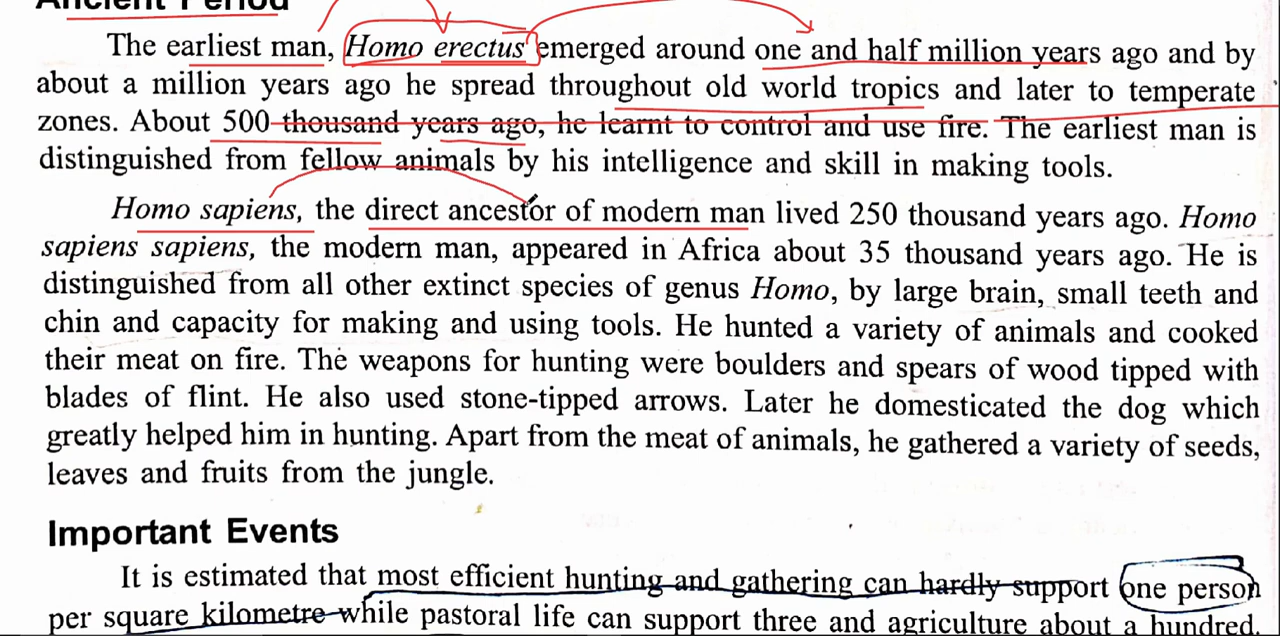 Ancient Period
The earliest man, Homo erectus emerged around one and half million years ago and by
about a million years ago he spread throughout old world tropics and later to temperate
zones. About 500 thousand years ago, he learnt to control and use fire. The earliest man is
distinguished from fellow animals by his intelligence and skill in making tools.
Homo sapiens, the direct ancestor of modern man lived 250 thousand years ago. Homo
sapiens sapiens, the modern man, appeared in Africa about 35 thousand years ago. He is
distinguished from all other extinct species of genus Homo, by large brain, small teeth and
chin and capacity for making and using tools. He hunted a variety of animals and cooked
their meat on fire. The weapons for hunting were boulders and spears of wood tipped with
blades of flint. He also used stone-tipped arrows. Later he domesticated the dog which
greatly helped him in hunting. Apart from the meat of animals, he gathered a variety of seeds,
leaves and fruits from the jungle.
Important Events
It is estimated that most efficient hunting and gathering can hardly support one person
per square kilometre while pastoral life can support three and agriculture about a hundred.